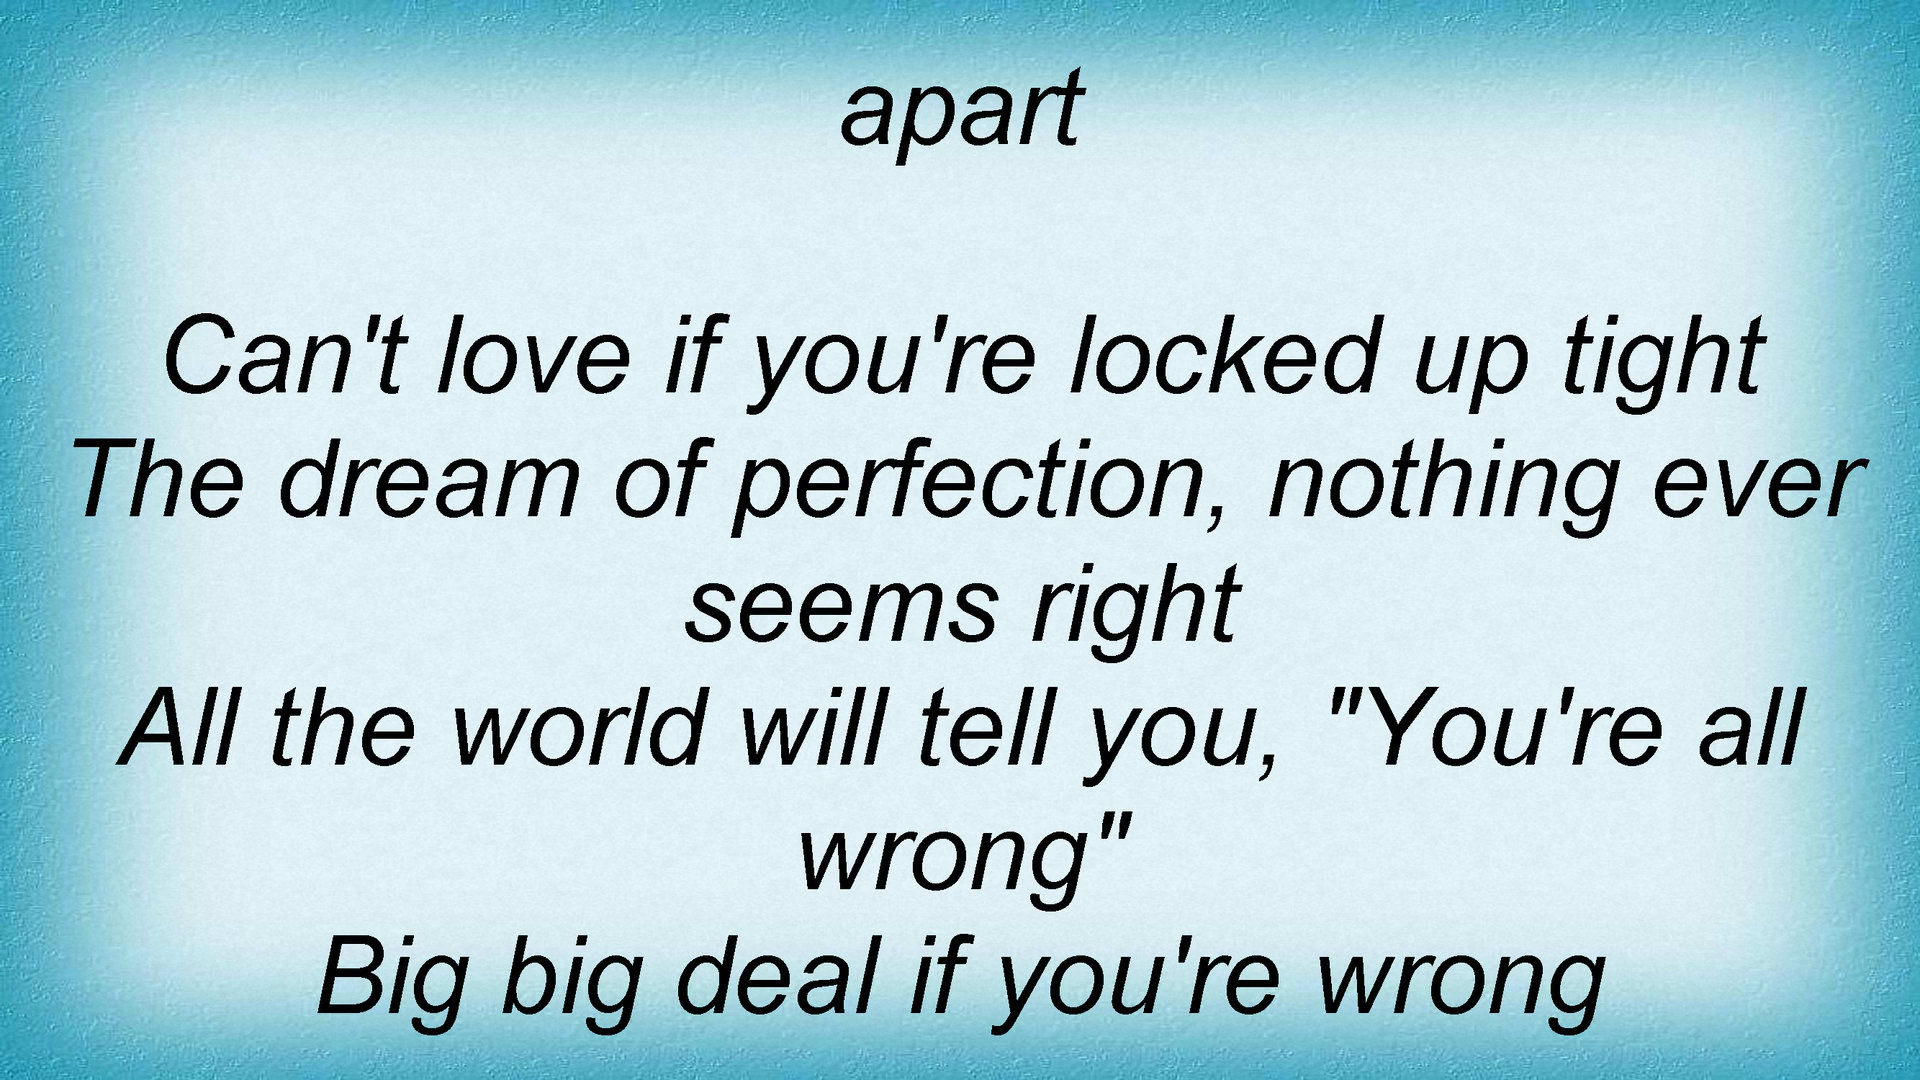 apart
Can't love if you're locked up tight
The dream of perfection, nothing ever
seems right
All the world will tell you, "You're all
wrong"
Big big deal if you're wrong